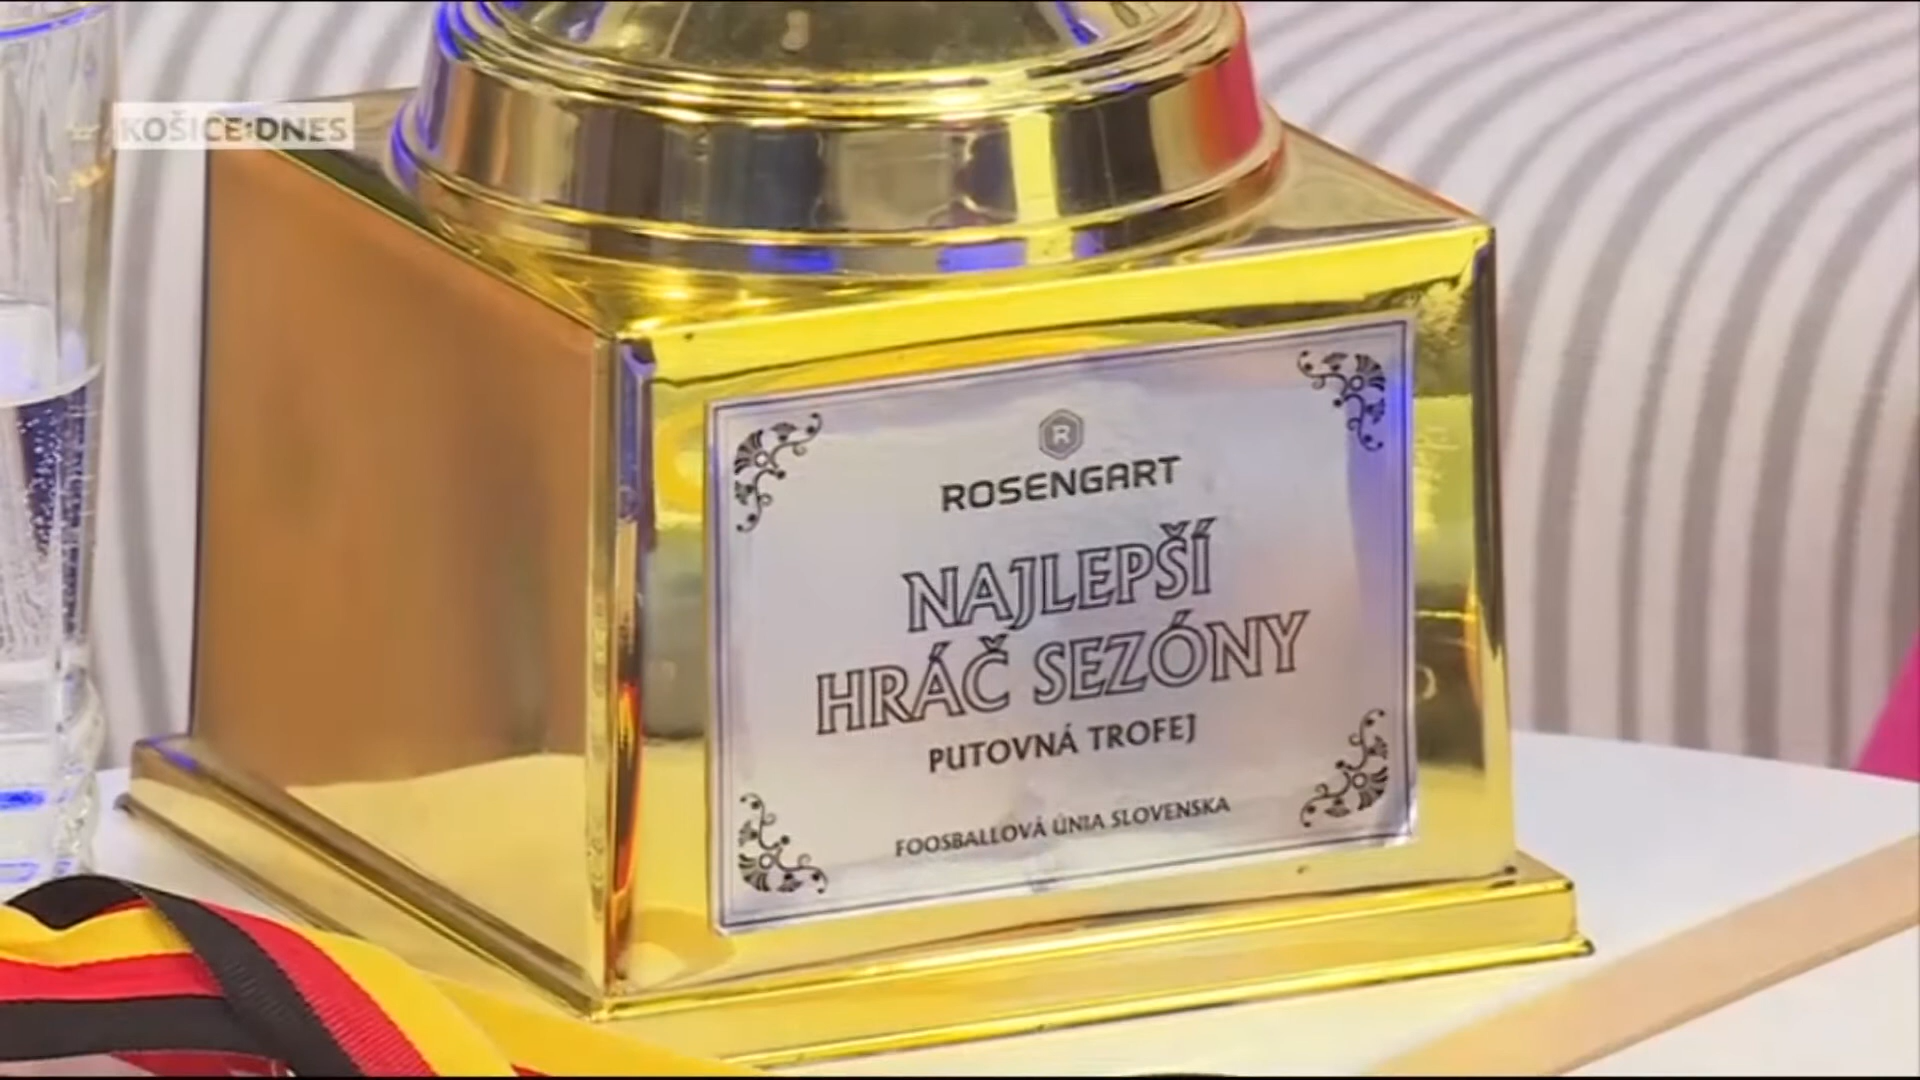 KOŠICE:DNES
R
ROSENGART
NAJLEPŠÍ
HRÁČ SEZÓNY
PUTOVNÁ TROFEJ
FOOSBALLOVÁ ÚNIA SLOVENSKA